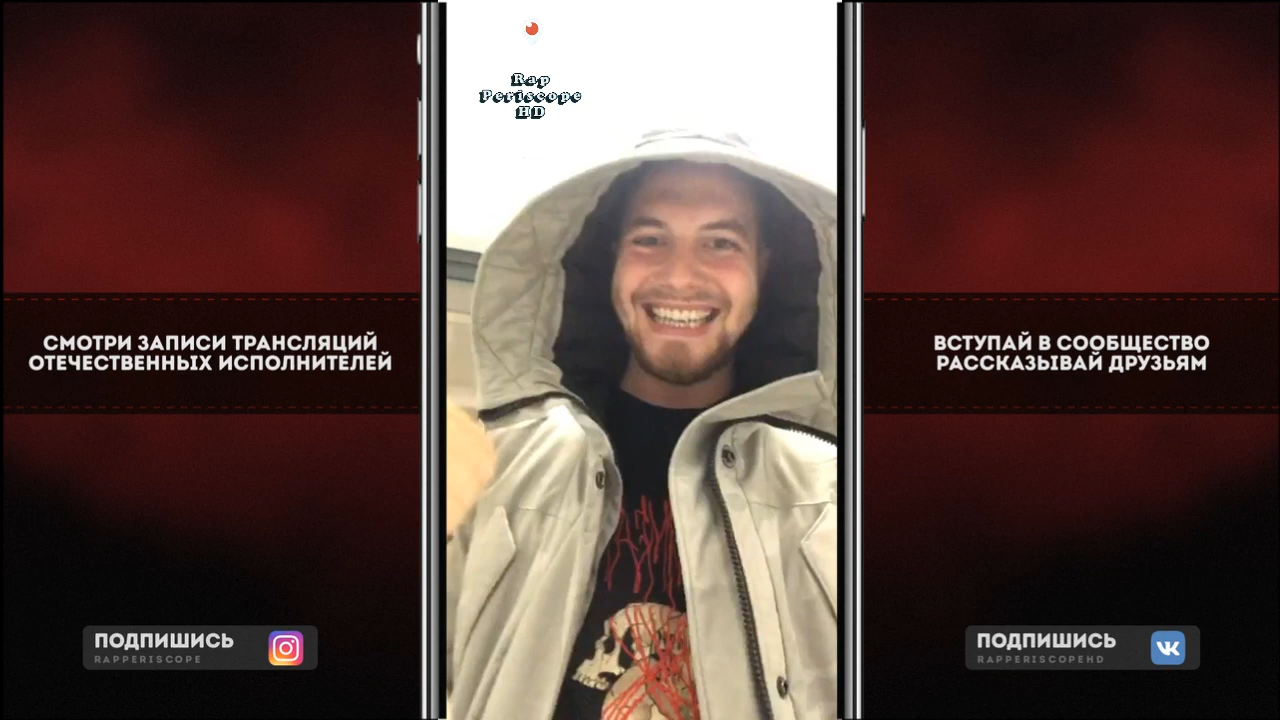 Rap
Periscope
HD
СМОТРИ ЗАПИСИ ТРАНСЛЯЦИЙ
ОТЕЧЕСТВЕННЫХ ИСПОЛНИТЕЛЕЙ
ВСТУПАЙ В СООБЩЕСТВО
РАССКАЗЫВАЙ ДРУЗЬЯМ
ПОДПИШИСЬ
RAPPERISCOPE
ПОДПИШИСЬ
RAPPERISCOPEHD